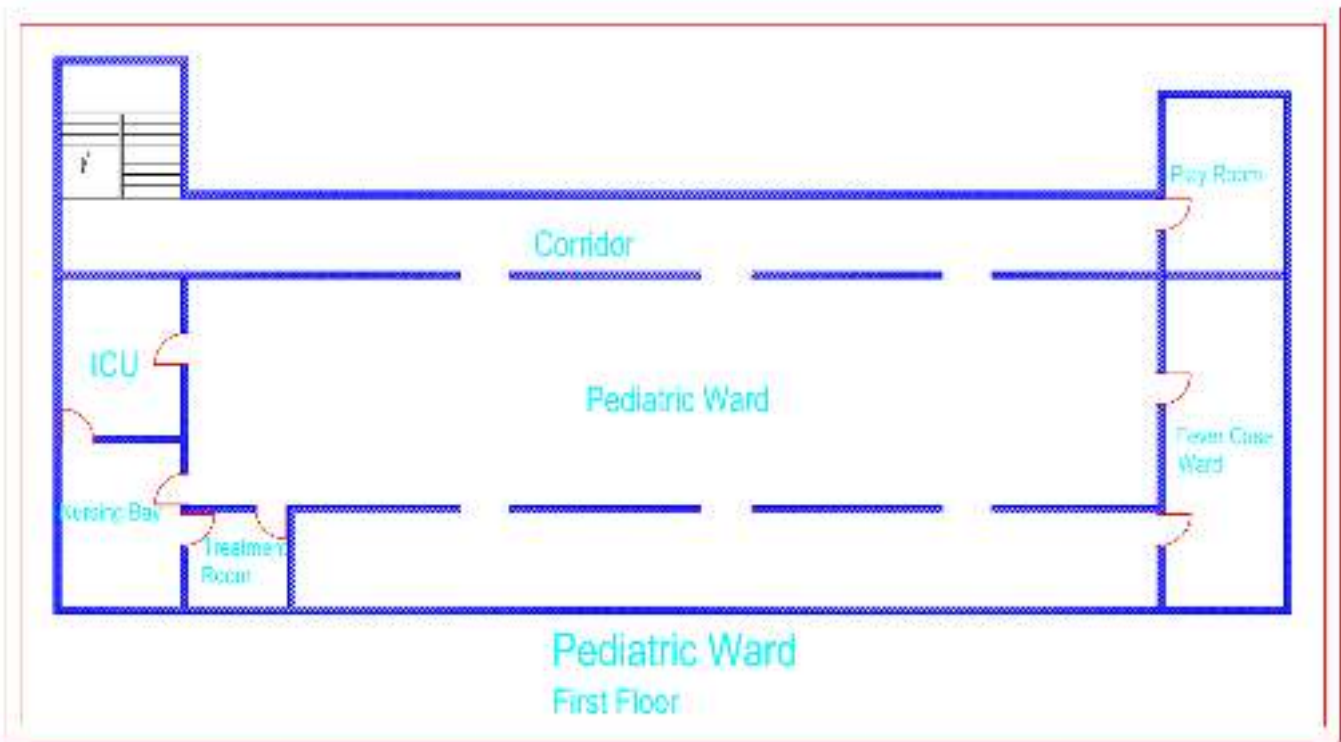 Play Room
Corridor
ICU
Pediatric Ward
Fever Case
Ward
Nursing Bay
Treatment
Room
Pediatric Ward
First Floor